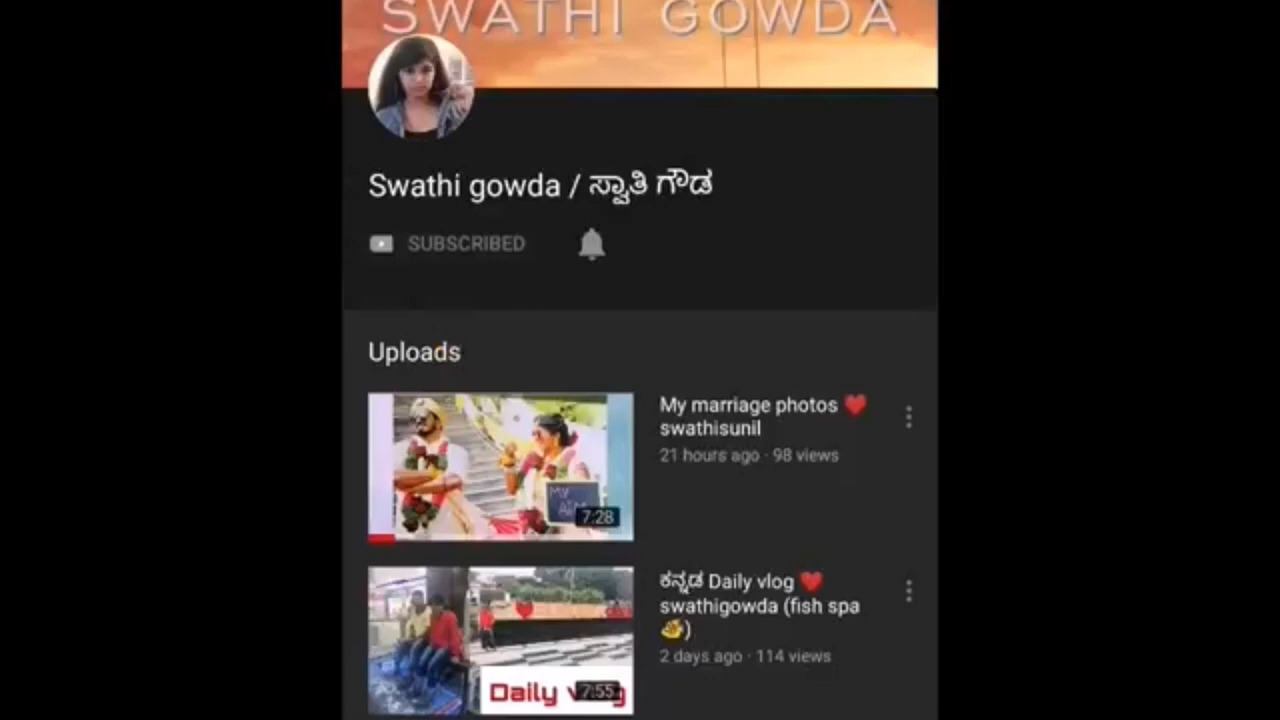 SWATHI GOWDA
Swathi gowda / ಸ್ವಾತಿ ಗೌಡ
SUBSCRIBED
Uploads
My marriage photos ❤️
swathisunil
21 hours ago · 98 views
MY
7:28
ಕನ್ನಡ Daily vlog ❤️
swathigowda (fish spa
🐠)
2 days ago · 114 views
Daily
7:55